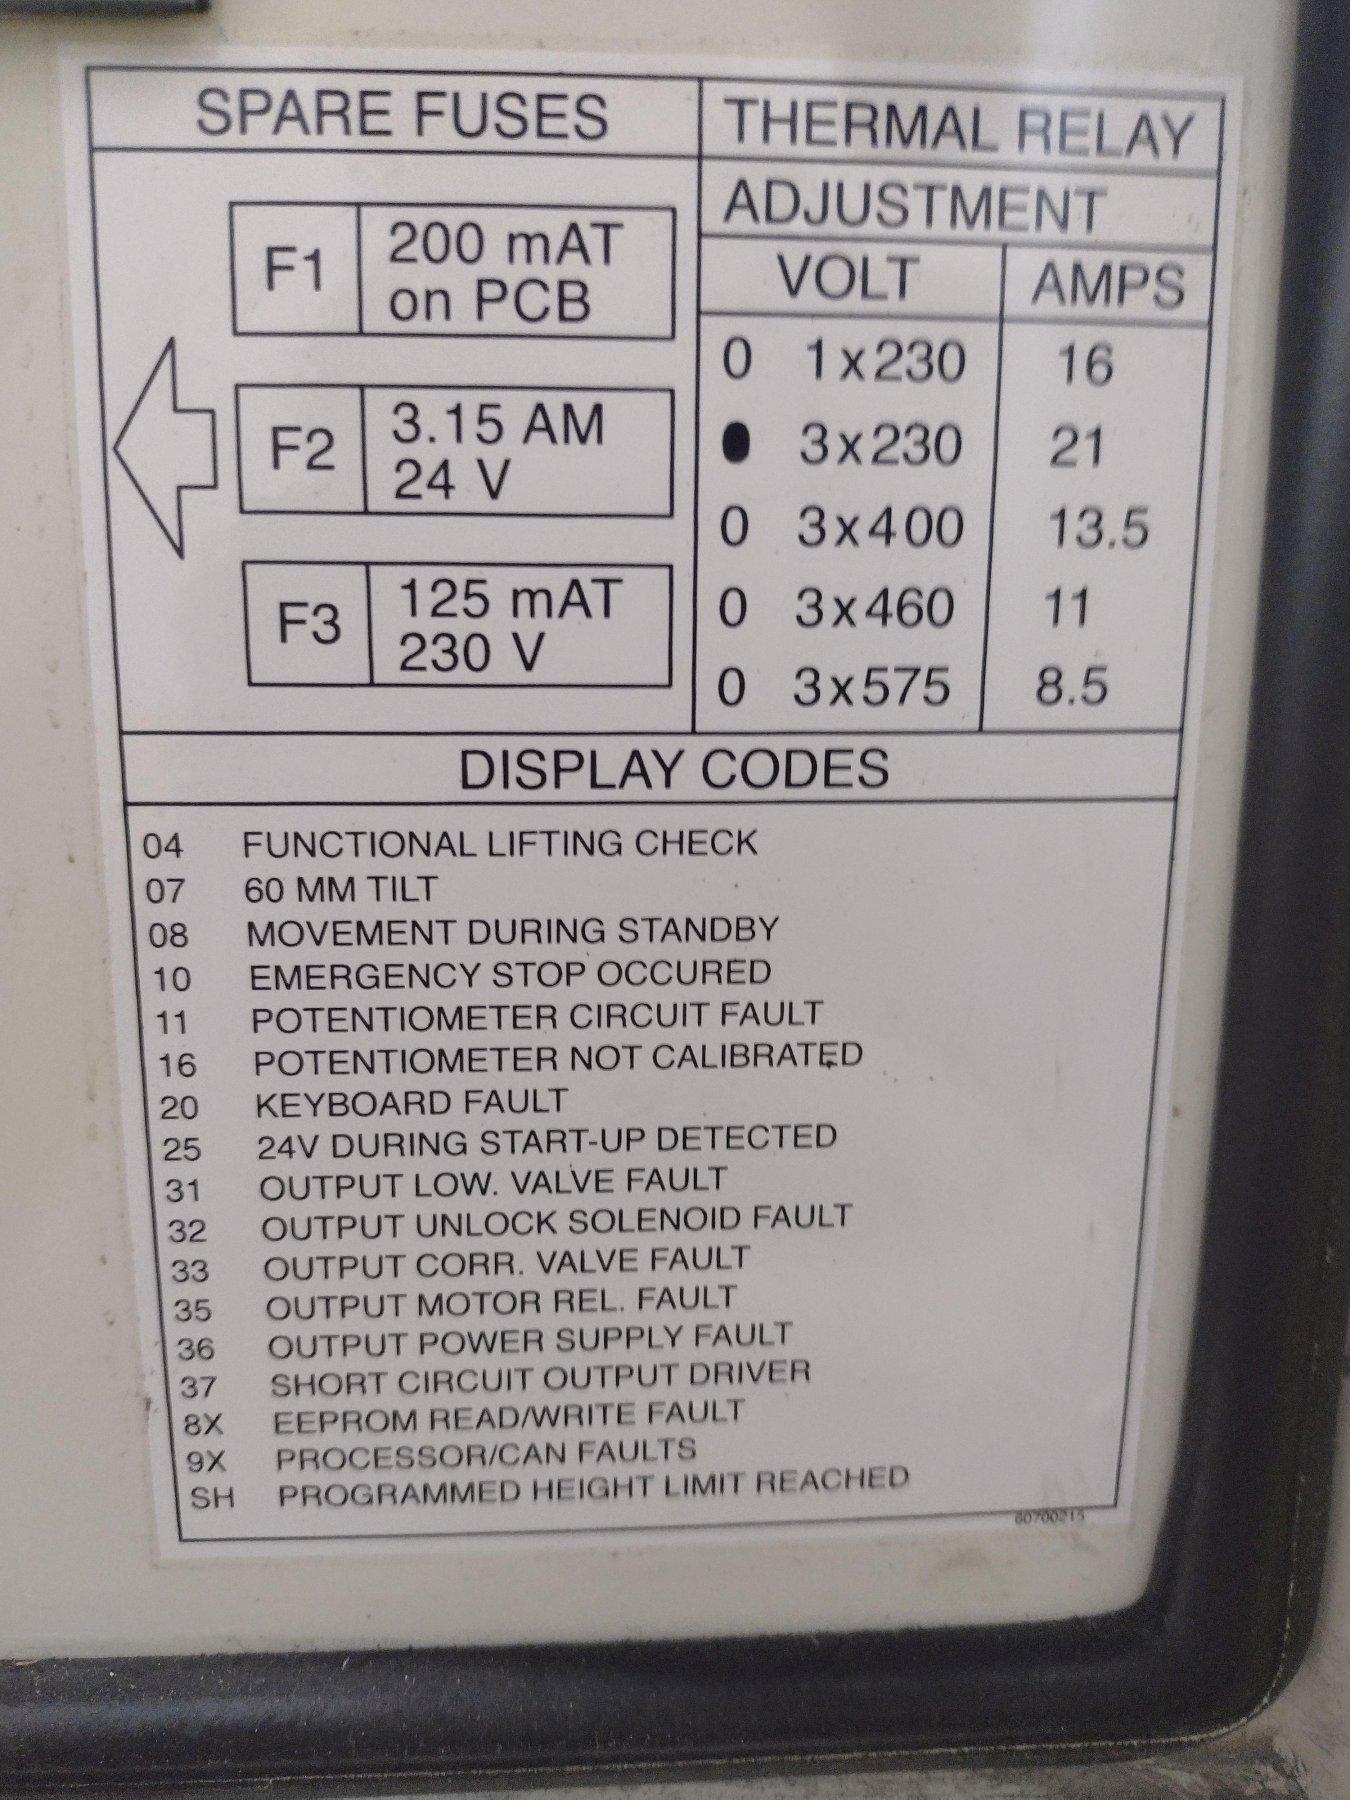 SPARE FUSES
F1 200 mAT
on PCB
F2 3.15 AM
24 V
F3 125 mAT
230 V
THERMAL RELAY
ADJUSTMENT
VOLT AMPS
0 1x230 16
● 3x230 21
0 3x400 13.5
0 3x460 11
0 3x575 8.5
DISPLAY CODES
04 FUNCTIONAL LIFTING CHECK
07 60 MM TILT
08 MOVEMENT DURING STANDBY
10 EMERGENCY STOP OCCURED
11 POTENTIOMETER CIRCUIT FAULT
16 POTENTIOMETER NOT CALIBRATED
20 KEYBOARD FAULT
25 24V DURING START-UP DETECTED
31 OUTPUT LOW. VALVE FAULT
32 OUTPUT UNLOCK SOLENOID FAULT
33 OUTPUT CORR. VALVE FAULT
35 OUTPUT MOTOR REL. FAULT
36 OUTPUT POWER SUPPLY FAULT
37 SHORT CIRCUIT OUTPUT DRIVER
8X EEPROM READ/WRITE FAULT
9X PROCESSOR/CAN FAULTS
SH PROGRAMMED HEIGHT LIMIT REACHED
60700215